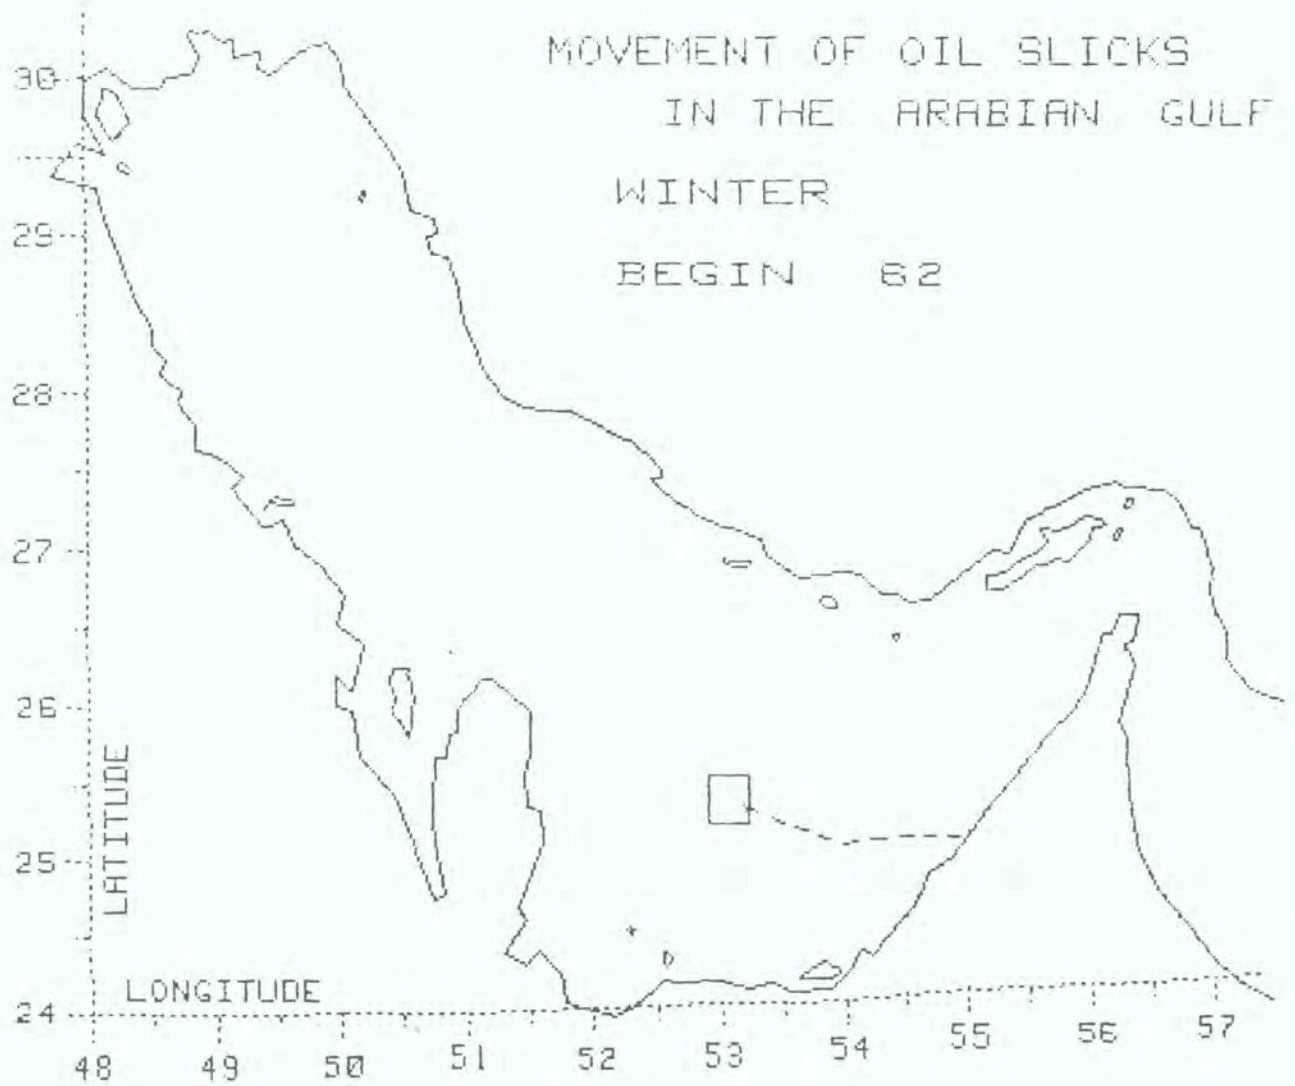 MOVEMENT OF OIL SLICKS
IN THE ARABIAN GULF
WINTER
BEGIN 62
30
29
28
27
26
25
24
LATITUDE
LONGITUDE
48 49 50 51 52 53 54 55 56 57